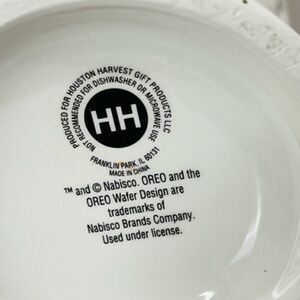 PRODUCED FOR HOUSTON HARVEST GIFT PRODUCTS LLC
NOT RECOMMENDED FOR DISHWASHER OR MICROWAVE USE
HH
FRANKLIN PARK, IL 60131
MADE IN CHINA
™ and © Nabisco. OREO and the
OREO Wafer Design are
trademarks of
Nabisco Brands Company.
Used under license.